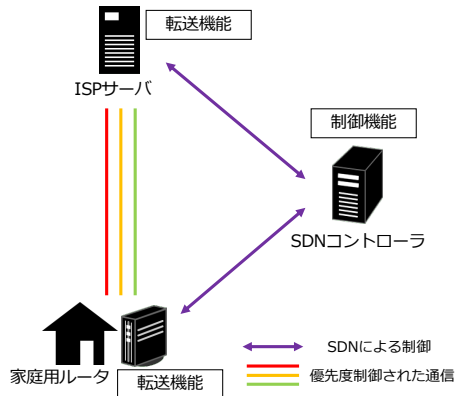 転送機能
ISPサーバ
制御機能
SDNコントローラ
家庭用ルータ
転送機能
SDNによる制御
優先度制御された通信